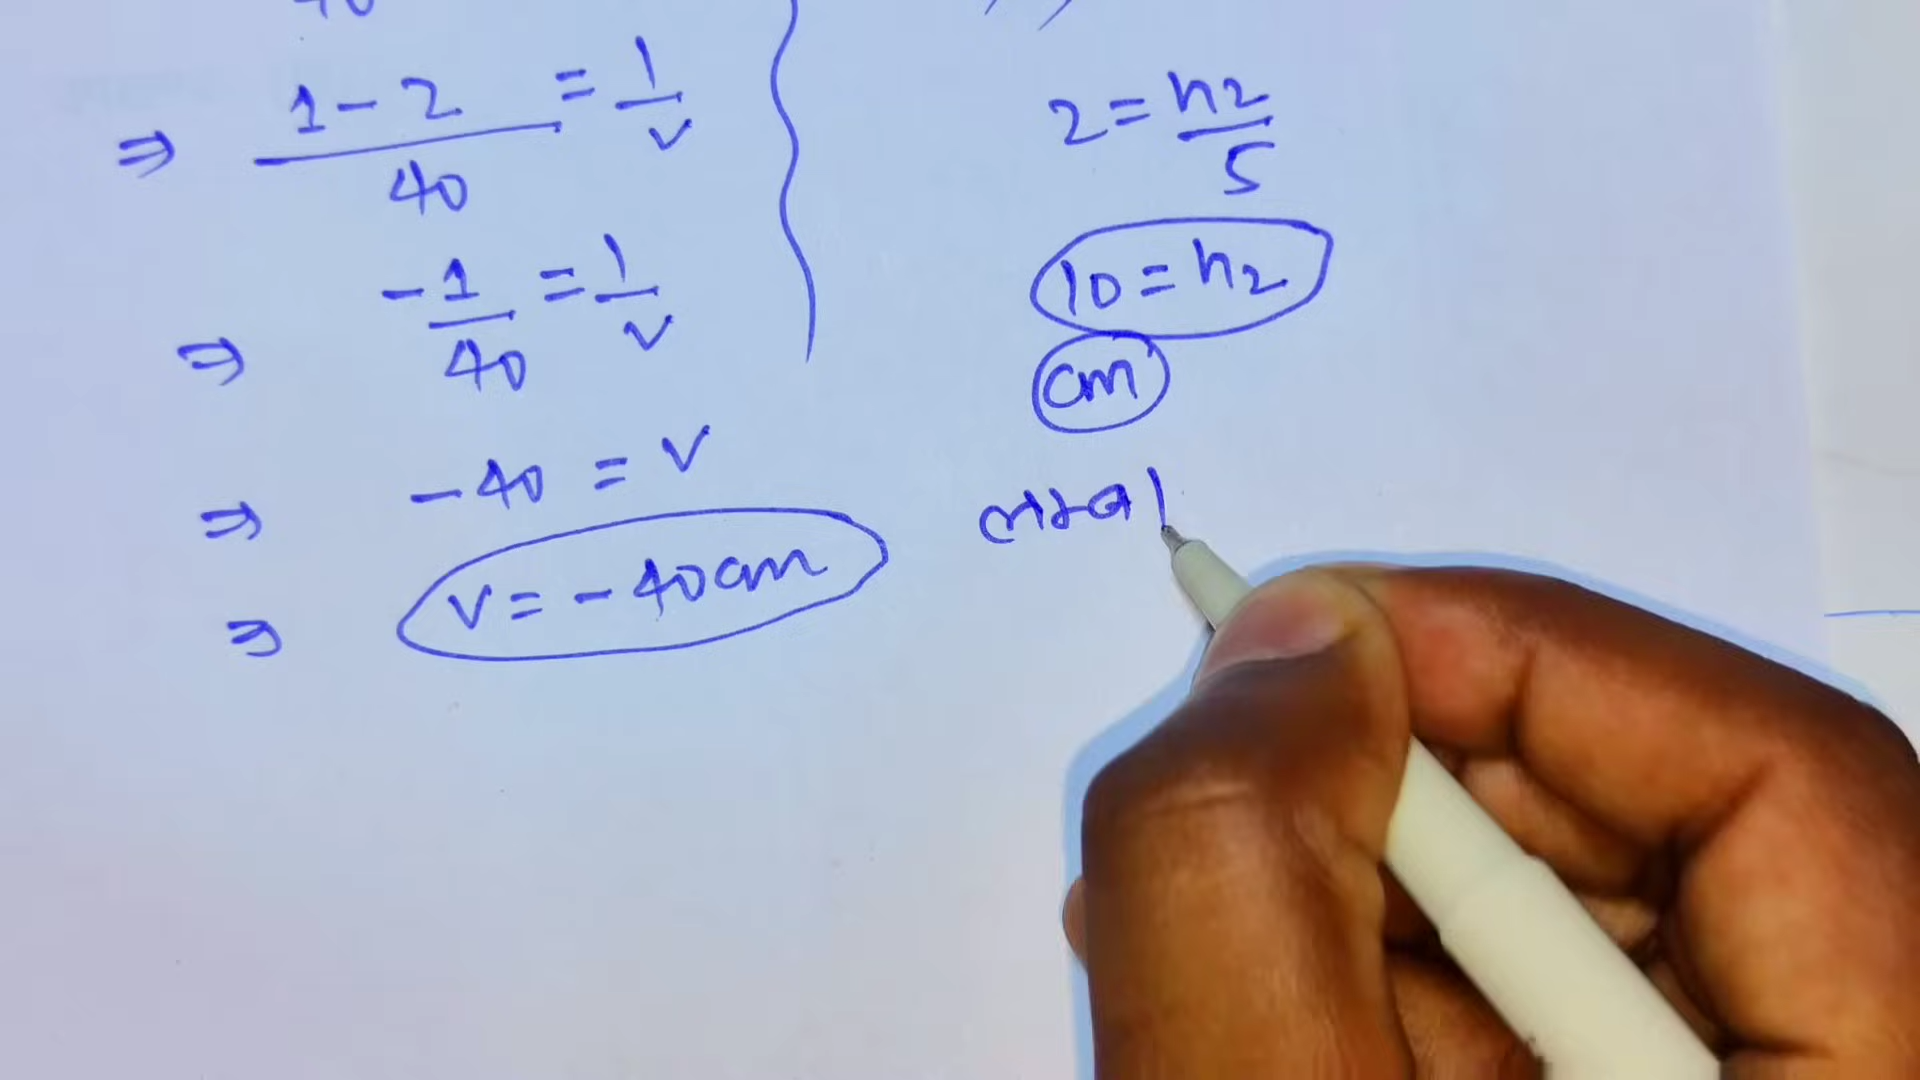 ⇒ (1 - 2)/40 = 1/v
⇒ -1/40 = 1/v
⇒ -40 = v
⇒ v = -40cm
2 = h2/5
10 = h2
cm